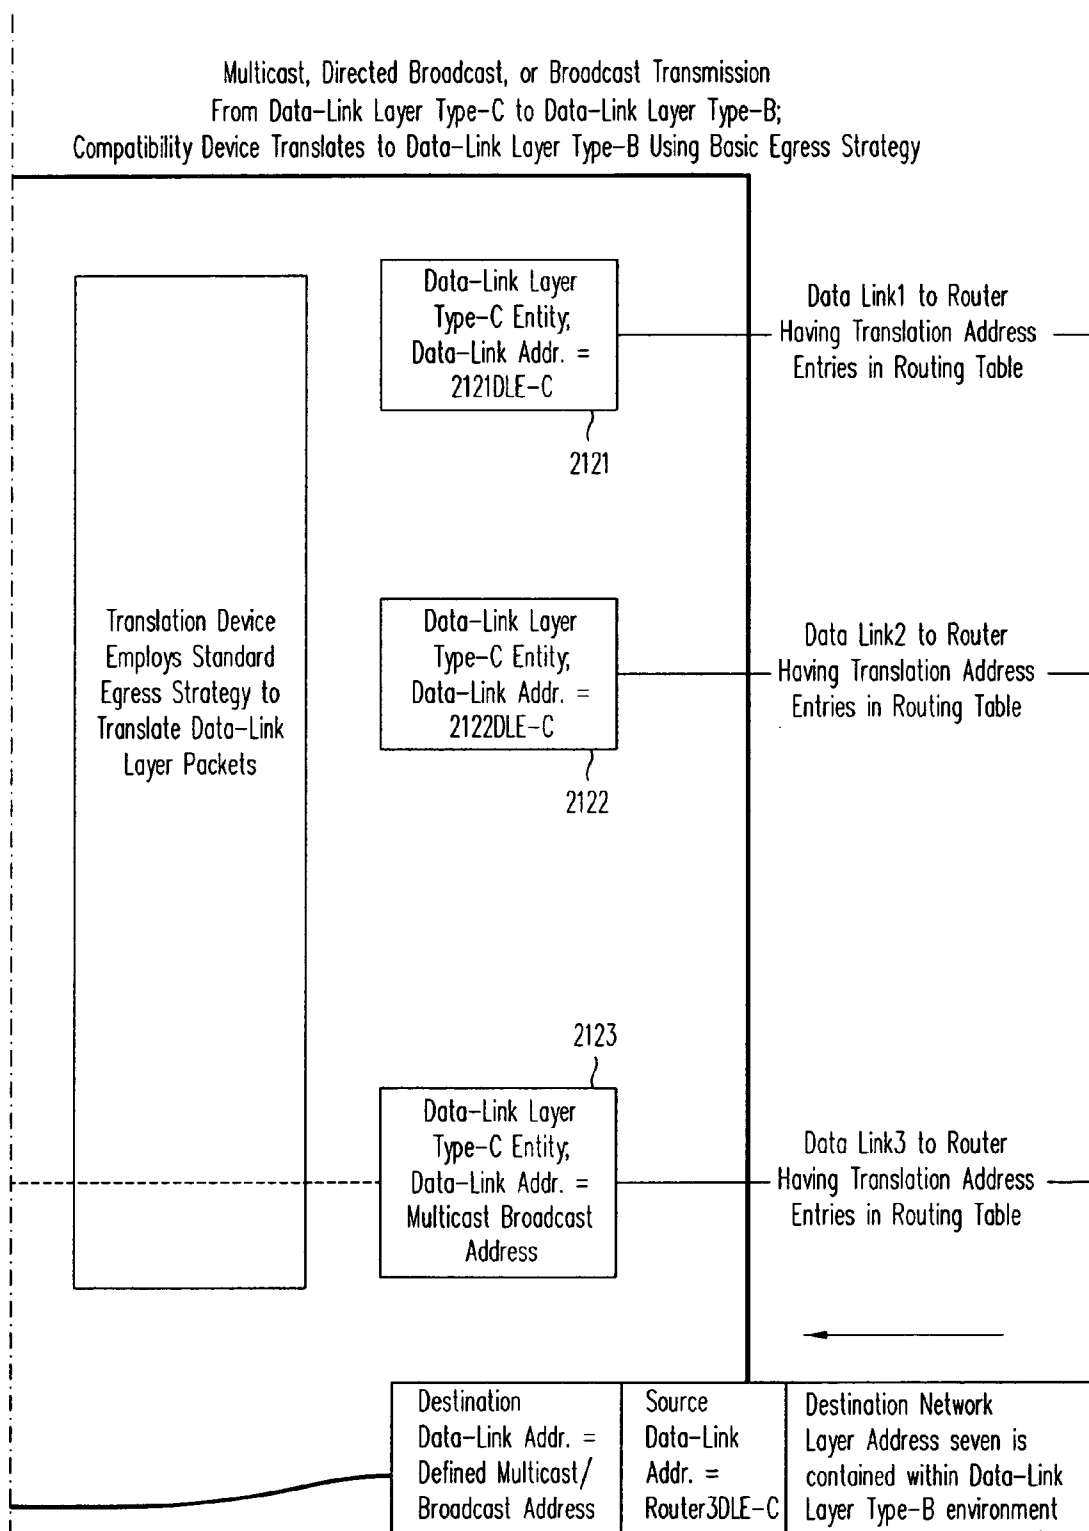 Multicast, Directed Broadcast, or Broadcast Transmission
From Data-Link Layer Type-C to Data-Link Layer Type-B;
Compatibility Device Translates to Data-Link Layer Type-B Using Basic Egress Strategy
Data-Link Layer
Type-C Entity;
Data-Link Addr. =
2121DLE-C
2121
Data Link1 to Router
Having Translation Address
Entries in Routing Table
Translation Device
Employs Standard
Egress Strategy to
Translate Data-Link
Layer Packets
Data-Link Layer
Type-C Entity;
Data-Link Addr. =
2122DLE-C
2122
Data Link2 to Router
Having Translation Address
Entries in Routing Table
2123
Data-Link Layer
Type-C Entity;
Data-Link Addr. =
Multicast Broadcast
Address
Data Link3 to Router
Having Translation Address
Entries in Routing Table
Destination
Data-Link Addr. =
Defined Multicast/
Broadcast Address
Source
Data-Link
Addr. =
Router3DLE-C
Destination Network
Layer Address seven is
contained within Data-Link
Layer Type-B environment